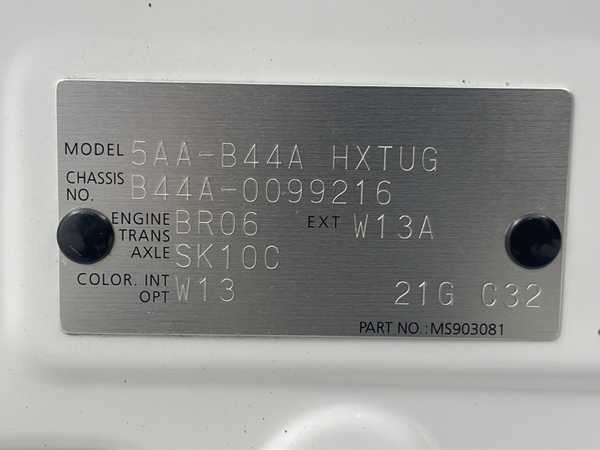 MODEL 5AA-B44A HXTUG
CHASSIS NO. B44A-0099216
ENGINE BR06 EXT W13A
TRANS AXLE SK10C
COLOR. INT OPT W13 21G C32
PART NO.:MS903081